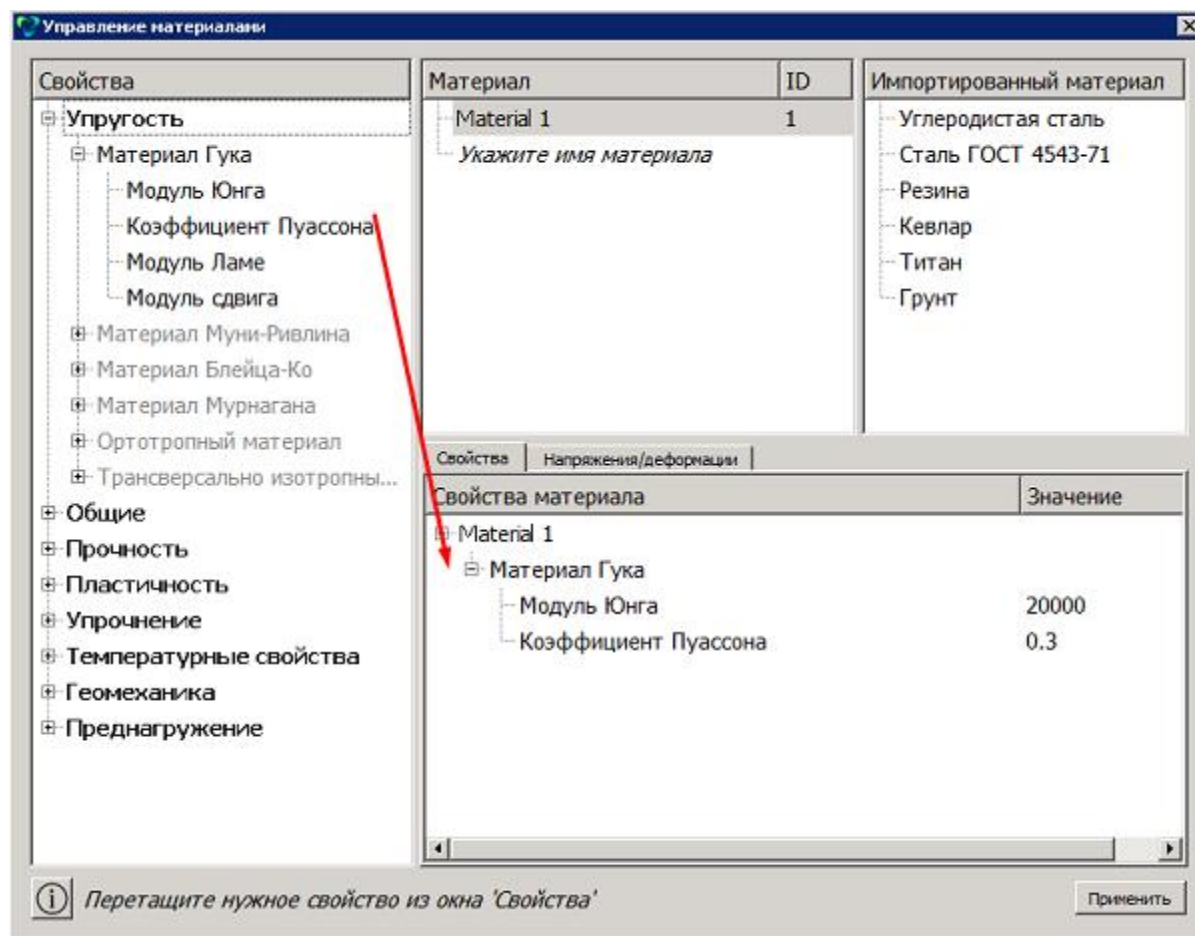 Управление материалани
Свойства
Упругость
Материал Гука
Модуль Юнга
Коэффициент Пуассона
Модуль Ламе
Модуль сдвига
Материал Муни-Ривлина
Материал Блейца-Ко
Материал Мурнагана
Ортотропный материал
Трансверсально изотропны...
Общие
Прочность
Пластичность
Упрочнение
Температурные свойства
Геомеханика
Преднагружение
Материал ID
Material 1 1
Укажите имя материала
Импортированный материал
Углеродистая сталь
Сталь ГОСТ 4543-71
Резина
Кевлар
Титан
Грунт
Свойства Напряжения/деформации
Свойства материала Значение
Material 1
Материал Гука
Модуль Юнга 20000
Коэффициент Пуассона 0.3
Перетащите нужное свойство из окна 'Свойства'
Применить